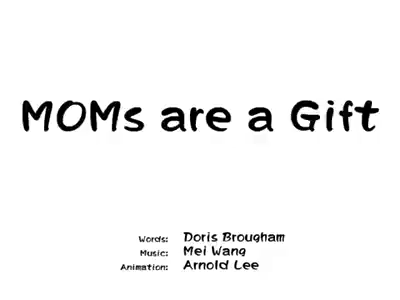 MOMs are a Gift
Words: Doris Brougham
Music: Mei Wang
Animation: Arnold Lee